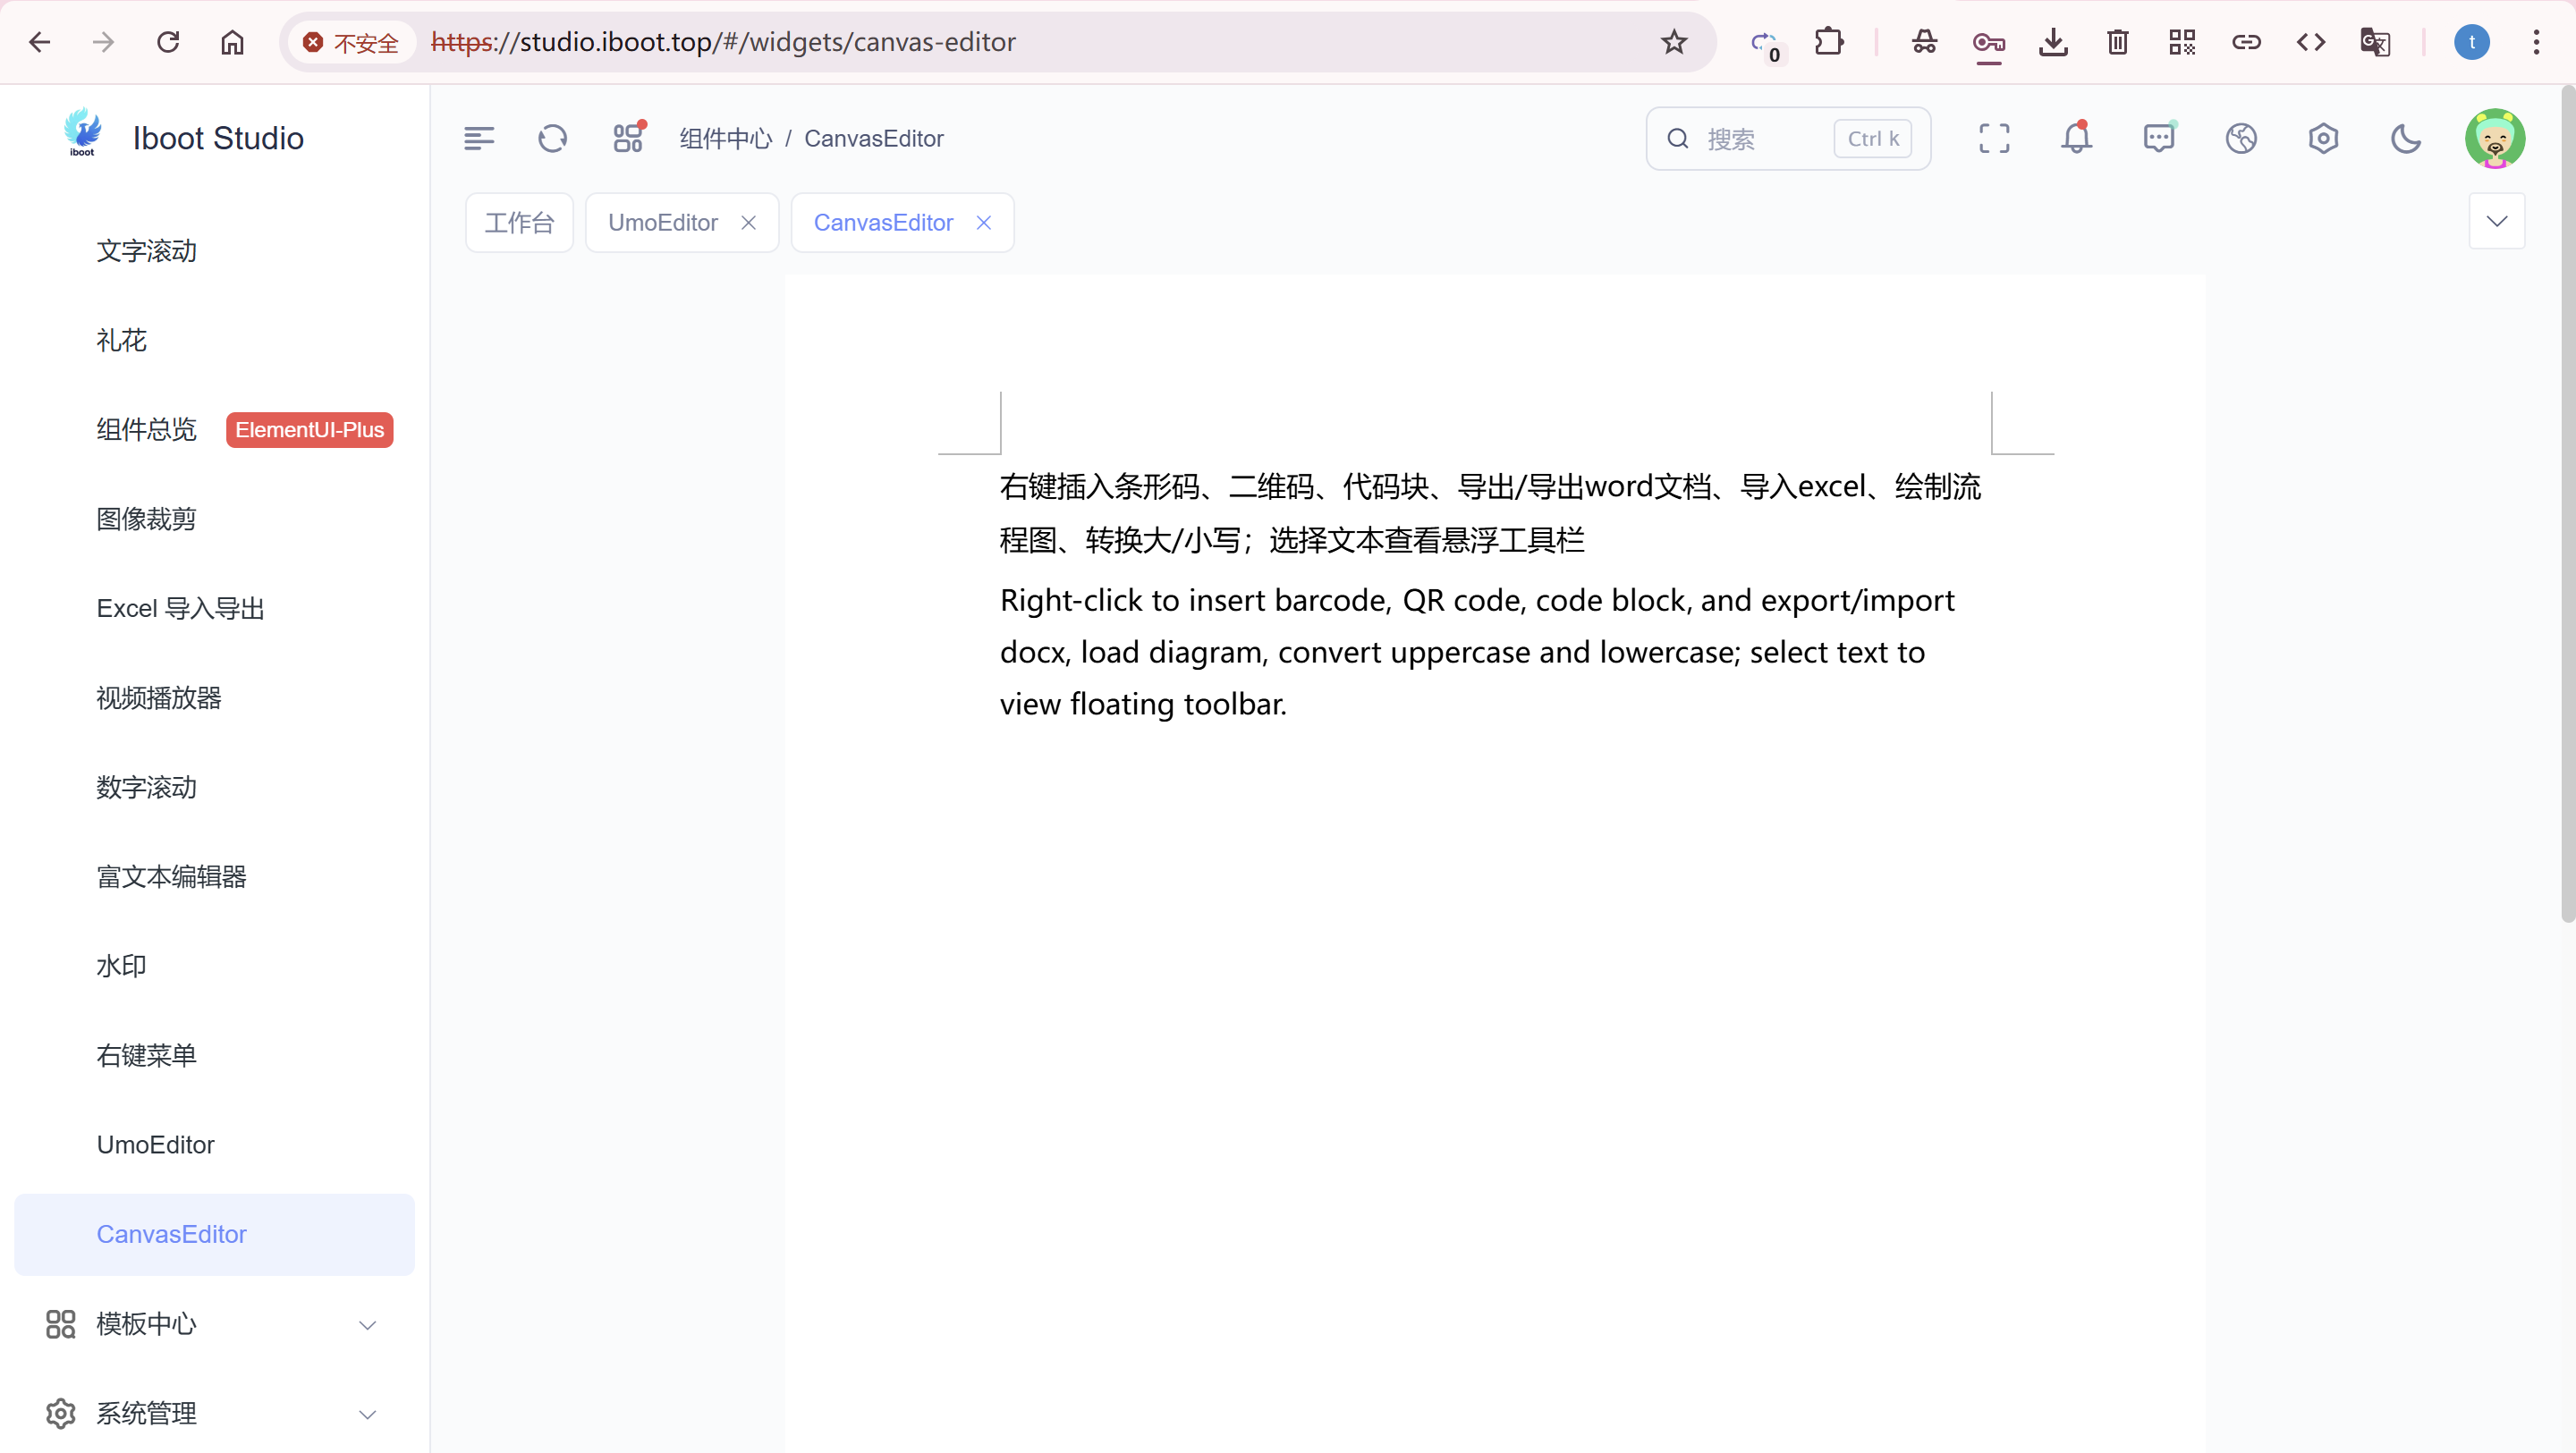 不安全
https://studio.iboot.top/#/widgets/canvas-editor
0
t
iboot
Iboot Studio
组件中心 / CanvasEditor
搜索
Ctrl k
工作台
UmoEditor
CanvasEditor
文字滚动
礼花
组件总览
ElementUI-Plus
图像裁剪
Excel 导入导出
视频播放器
数字滚动
富文本编辑器
水印
右键菜单
UmoEditor
CanvasEditor
模板中心
系统管理
右键插入条形码、二维码、代码块、导出/导出word文档、导入excel、绘制流
程图、转换大/小写；选择文本查看悬浮工具栏
Right-click to insert barcode, QR code, code block, and export/import
docx, load diagram, convert uppercase and lowercase; select text to
view floating toolbar.